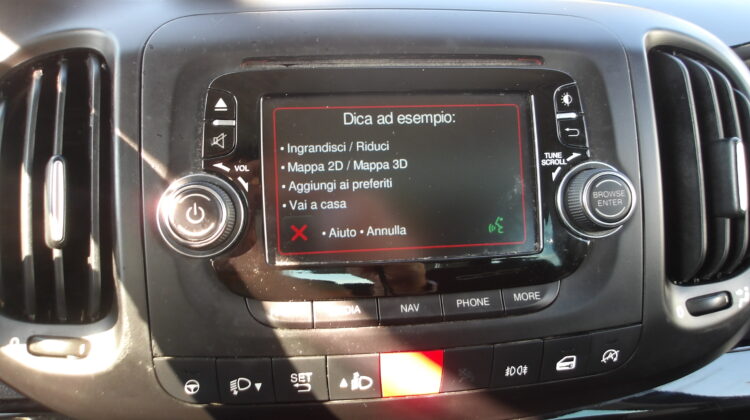 Dica ad esempio:
• Ingrandisci / Riduci
• Mappa 2D / Mappa 3D
• Aggiungi ai preferiti
• Vai a casa
• Aiuto • Annulla
VOL
TUNE
SCROLL
BROWSE
ENTER
NAV
PHONE
MORE
SET